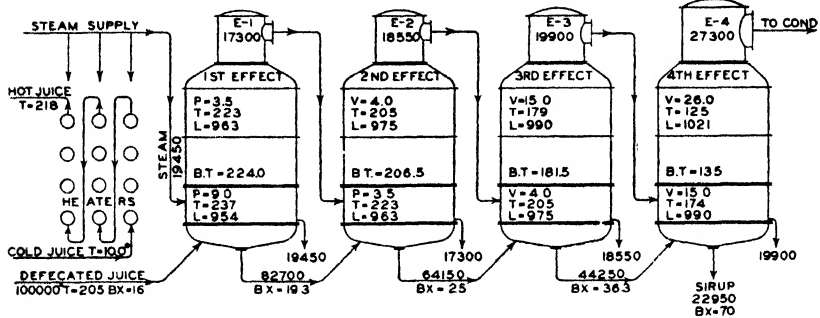 STEAM SUPPLY
HOT JUICE
T=218
HEATERS
COLD JUICE T=100°
DEFECATED JUICE
100000# T=205 BX=16
STEAM
19450
E-1
17300
1ST EFFECT
P=3.5
T=223
L=963
B.T=224.0
P=9.0
T=237
L=954
19450
82700
BX=19.3
E-2
18550
2ND EFFECT
V=4.0
T=205
L=975
B.T.=206.5
P=3.5
T=223
L=963
17300
64150
BX=25
E-3
19900
3RD EFFECT
V=15.0
T=179
L=990
B.T.=181.5
V=4.0
T=205
L=975
18550
44250
BX=36.3
E-4
27300
TO COND
4TH EFFECT
V=26.0
T=125
L=1021
B.T=135
V=15.0
T=174
L=990
19900
SIRUP
22950
BX=70